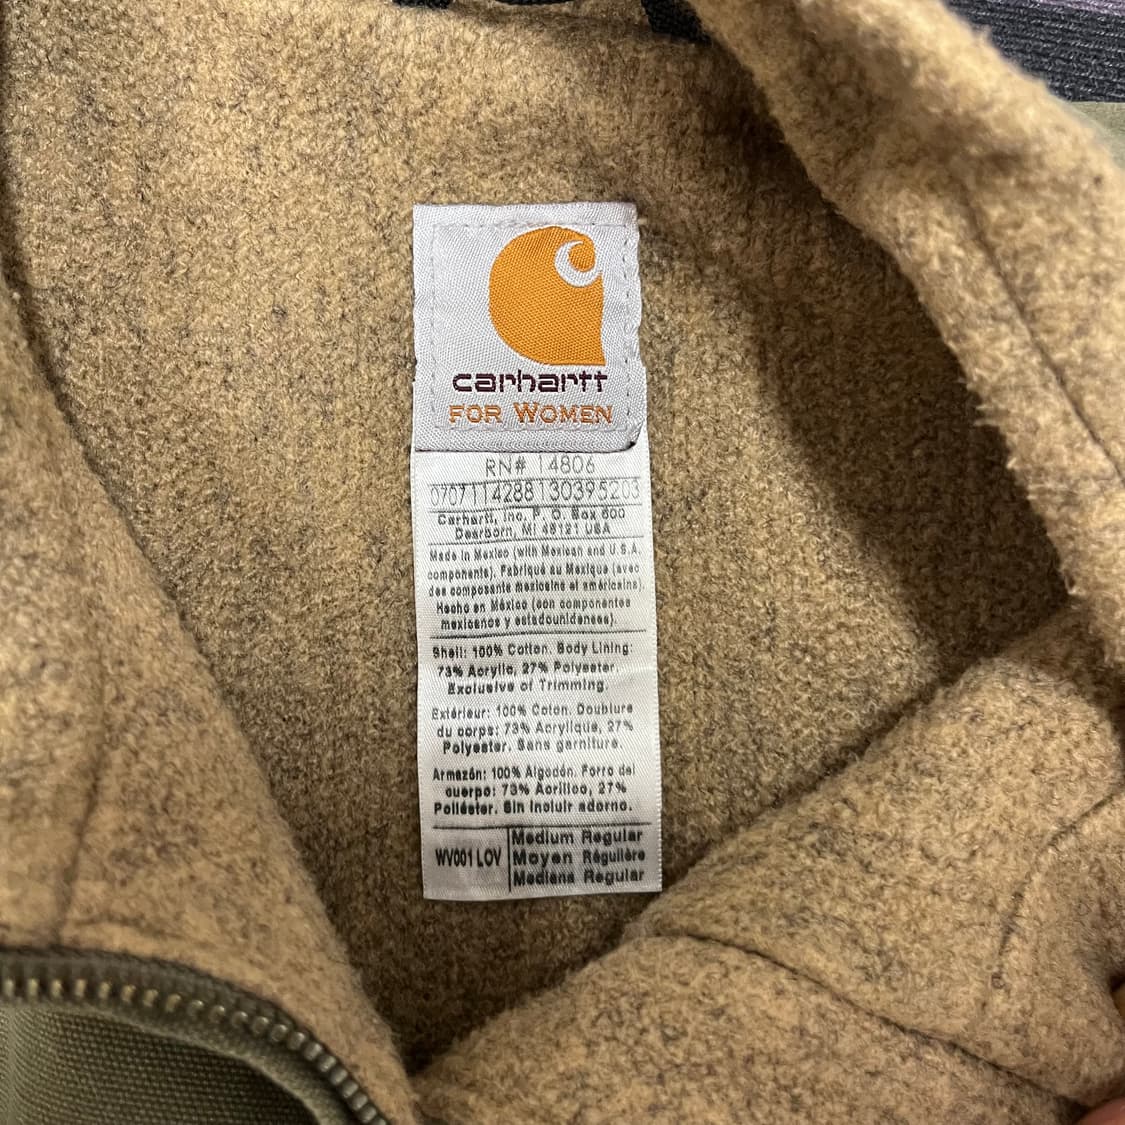 carhartt
FOR WOMEN
RN# 14806
0707114288130395203
Carhartt, Inc. P. O. Box 600
Dearborn, MI 48121 USA
Made in Mexico (with Mexican and U.S.A.
components). Fabriqué au Mexique (avec
des composants mexicains et américains).
Hecho en México (con componentes
mexicanos y estadounidenses).
Shell: 100% Cotton. Body Lining:
73% Acrylic, 27% Polyester.
Exclusive of Trimming.
Extérieur: 100% Coton. Doublure
du corps: 73% Acrylique, 27%
Polyester. Sans garniture.
Armazón: 100% Algodón. Forro del
cuerpo: 73% Acrílico, 27%
Poliéster. Sin incluir adorno.
WV001 LOV
Medium Regular
Moyen Régulière
Mediana Regular